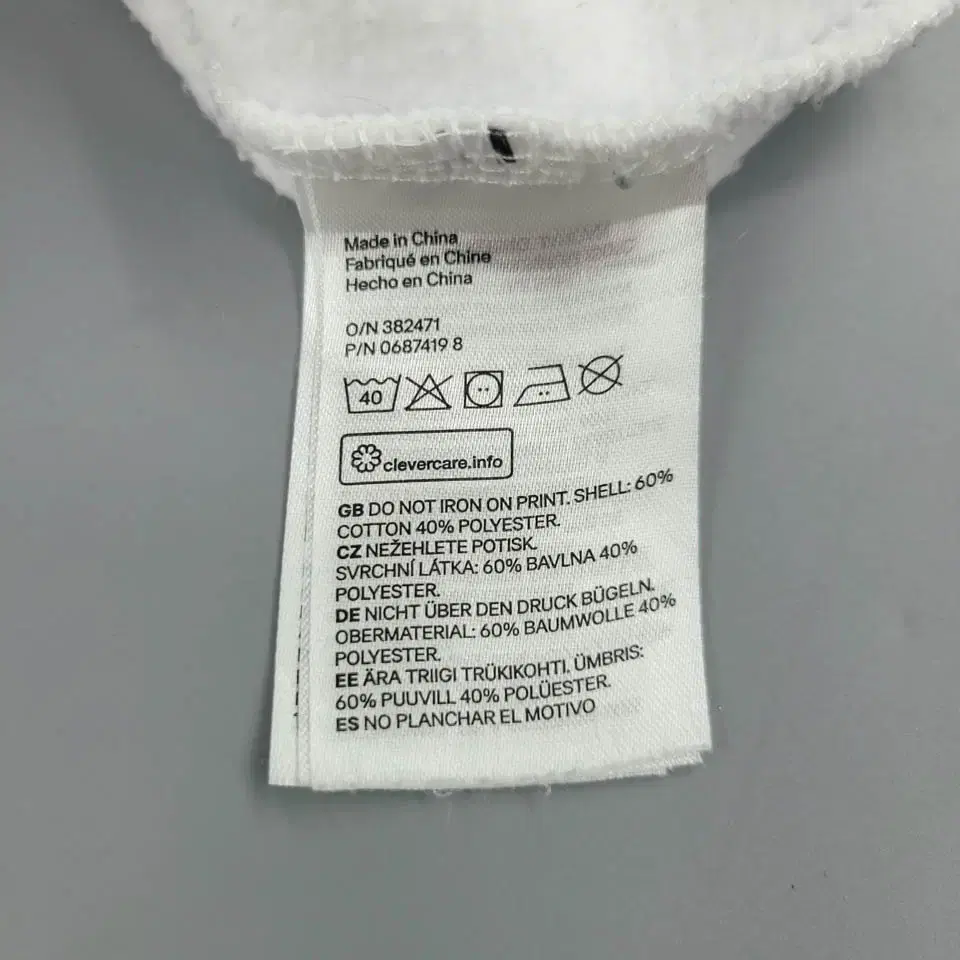 Made in China
Fabriqué en Chine
Hecho en China
O/N 382471
P/N 0687419 8
40
clevercare.info
GB DO NOT IRON ON PRINT. SHELL: 60%
COTTON 40% POLYESTER.
CZ NEŽEHLETE POTISK.
SVRCHNÍ LÁTKA: 60% BAVLNA 40%
POLYESTER.
DE NICHT ÜBER DEN DRUCK BÜGELN.
OBERMATERIAL: 60% BAUMWOLLE 40%
POLYESTER.
EE ÄRA TRIIGI TRÜKIKOHTI. ÜMBRIS:
60% PUUVILL 40% POLÜESTER.
ES NO PLANCHAR EL MOTIVO